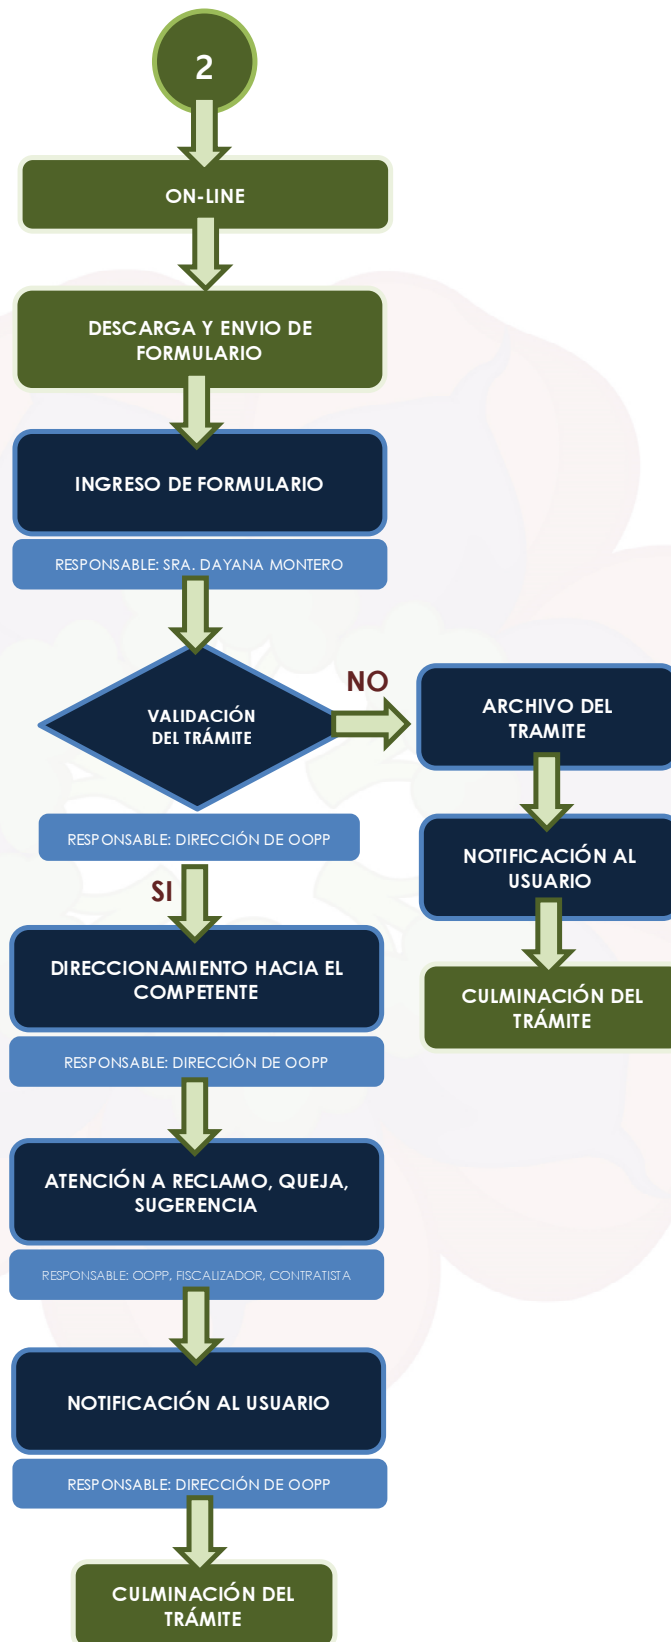 2
ON-LINE
DESCARGA Y ENVIO DE
FORMULARIO
INGRESO DE FORMULARIO
RESPONSABLE: SRA. DAYANA MONTERO
VALIDACIÓN
DEL TRÁMITE
NO
ARCHIVO DEL
TRAMITE
RESPONSABLE: DIRECCIÓN DE OOPP
NOTIFICACIÓN AL
USUARIO
SI
DIRECCIONAMIENTO HACIA EL
COMPETENTE
CULMINACIÓN DEL
TRÁMITE
RESPONSABLE: DIRECCIÓN DE OOPP
ATENCIÓN A RECLAMO, QUEJA,
SUGERENCIA
RESPONSABLE: OOPP, FISCALIZADOR, CONTRATISTA
NOTIFICACIÓN AL USUARIO
RESPONSABLE: DIRECCIÓN DE OOPP
CULMINACIÓN DEL
TRÁMITE